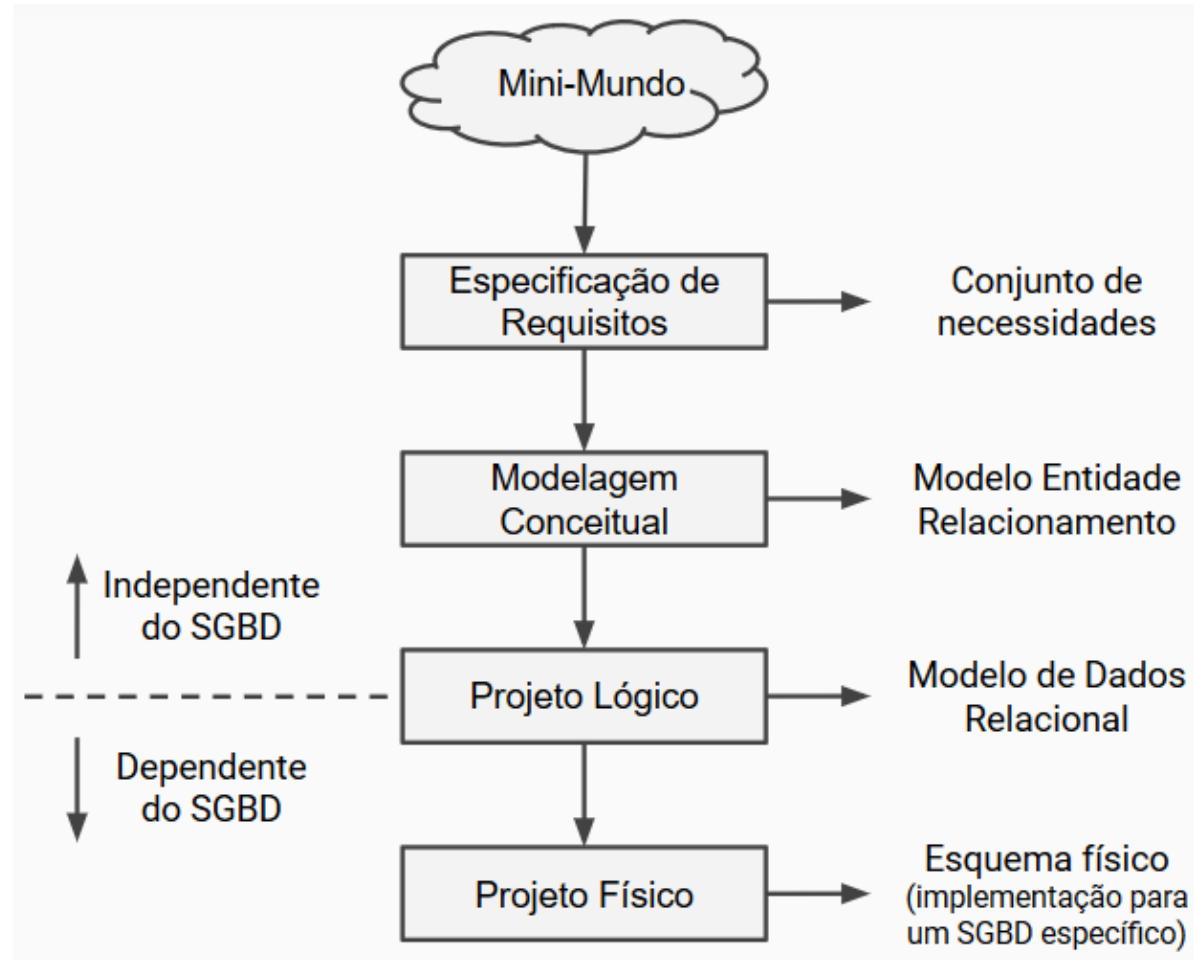 Mini-Mundo
Especificação de
Requisitos
Conjunto de
necessidades
Modelagem
Conceitual
Modelo Entidade
Relacionamento
Independente
do SGBD
Projeto Lógico
Modelo de Dados
Relacional
Dependente
do SGBD
Projeto Físico
Esquema físico
(implementação para
um SGBD específico)